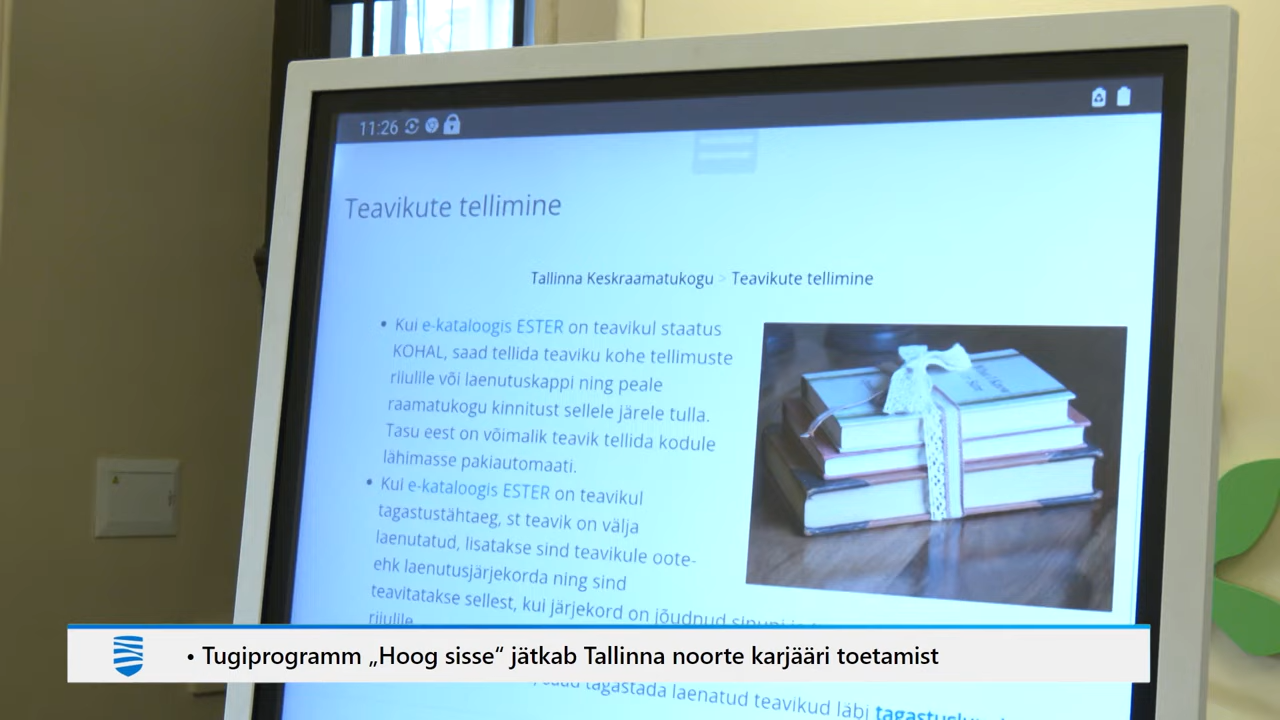 11:26
Teavikute tellimine
Tallinna Keskraamatukogu > Teavikute tellimine
• Kui e-kataloogis ESTER on teavikul staatus
KOHAL, saad tellida teaviku kohe tellimuste
riiulile või laenutuskappi ning peale
raamatukogu kinnitust sellele järele tulla.
Tasu eest on võimalik teavik tellida kodule
lähimasse pakiautomaati.
• Kui e-kataloogis ESTER on teavikul
tagastustähtaeg, st teavik on välja
laenutatud, lisatakse sind teavikule oote-
ehk laenutusjärjekorda ning sind
teavitatakse sellest, kui järjekord on jõudnud sinuni
riiulile.
• Tugiprogramm „Hoog sisse“ jätkab Tallinna noorte karjääri toetamist
saad tagastada laenatud teavikud läbi